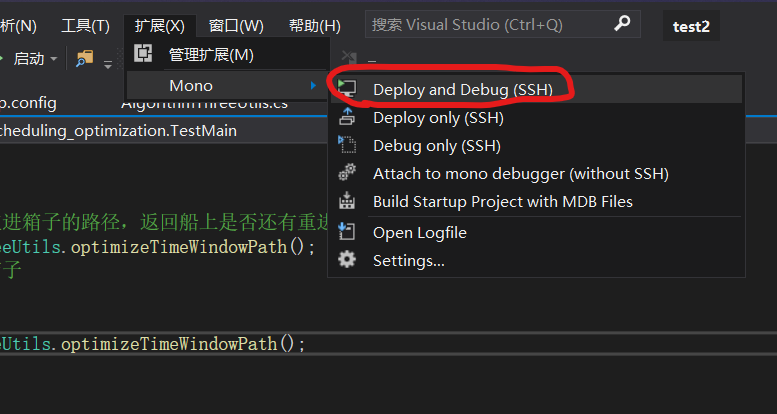 析(N) 工具(T) 扩展(X) 窗口(W) 帮助(H) 搜索 Visual Studio (Ctrl+Q) test2
启动 管理扩展(M)
Mono
Deploy and Debug (SSH)
p.config AlgorithmThreeUtils.cs
Deploy only (SSH)
cheduling_optimization.TestMain
Debug only (SSH)
Attach to mono debugger (without SSH)
Build Startup Project with MDB Files
进箱子的路径，返回船上是否还有重进
eeUtils.optimizeTimeWindowPath();
Open Logfile
子
Settings...
eUtils.optimizeTimeWindowPath();